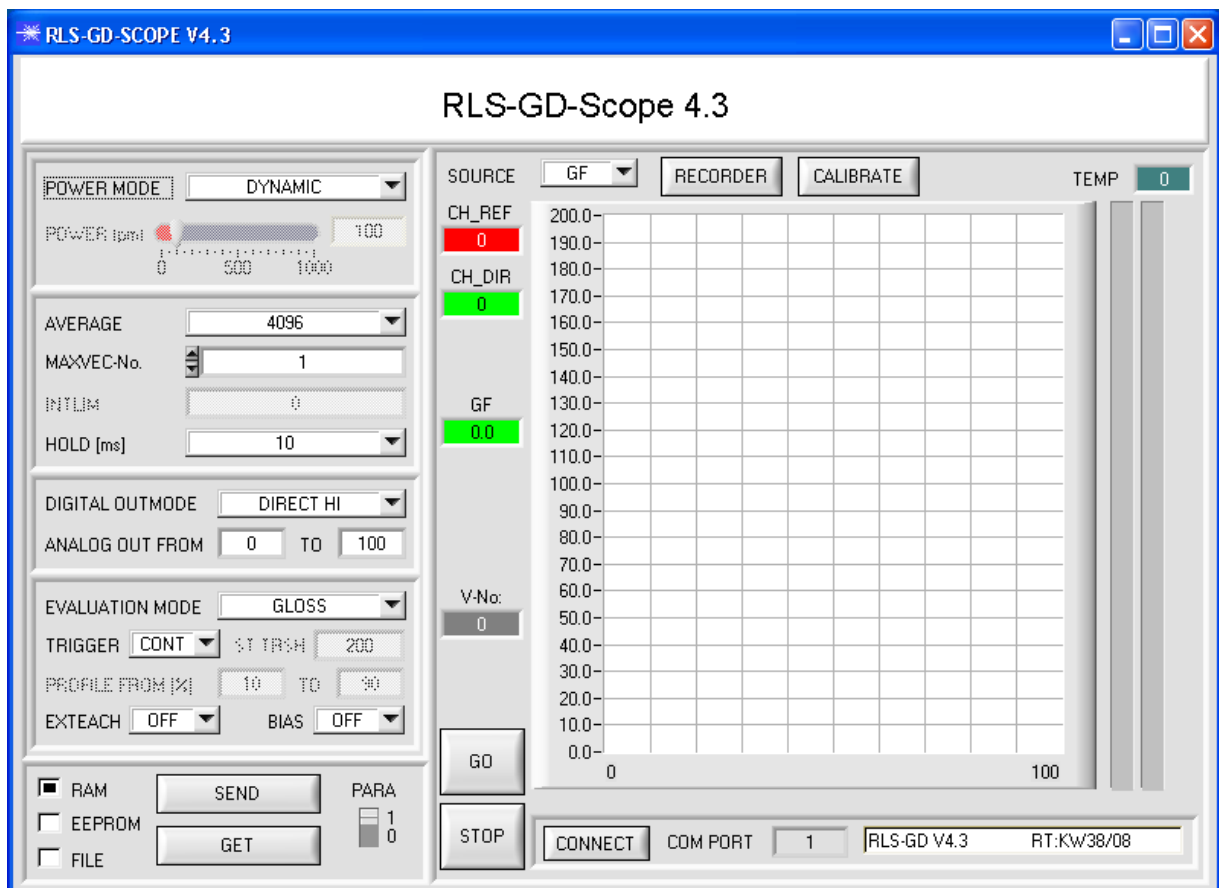 RLS-GD-SCOPE V4.3
RLS-GD-Scope 4.3
POWER MODE DYNAMIC
POWER [pm] 100
0 500 1000
AVERAGE 4096
MAXVEC-No. 1
INTLIM 0
HOLD [ms] 10
DIGITAL OUTMODE DIRECT HI
ANALOG OUT FROM 0 TO 100
EVALUATION MODE GLOSS
TRIGGER CONT ST TRSH 200
PROFILE FROM [%] 10 TO 90
EXTEACH OFF BIAS OFF
RAM
EEPROM
FILE
SEND
GET
PARA
1
0
SOURCE GF RECORDER CALIBRATE TEMP 0
CH_REF
0
CH_DIR
0
GF
0.0
V-No:
0
GO
STOP
200.0
190.0
180.0
170.0
160.0
150.0
140.0
130.0
120.0
110.0
100.0
90.0
80.0
70.0
60.0
50.0
40.0
30.0
20.0
10.0
0.0
0 100
CONNECT COM PORT 1 RLS-GD V4.3 RT:KW38/08